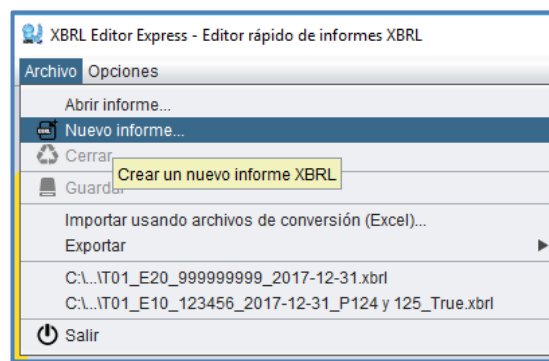 XBRL Editor Express - Editor rápido de informes XBRL
Archivo Opciones
Abrir informe...
Nuevo informe...
Cerrar
Crear un nuevo informe XBRL
Guardar
Importar usando archivos de conversión (Excel)...
Exportar
C:\...\T01_E20_999999999_2017-12-31.xbrl
C:\...\T01_E10_123456_2017-12-31_P124 y 125_True.xbrl
Salir